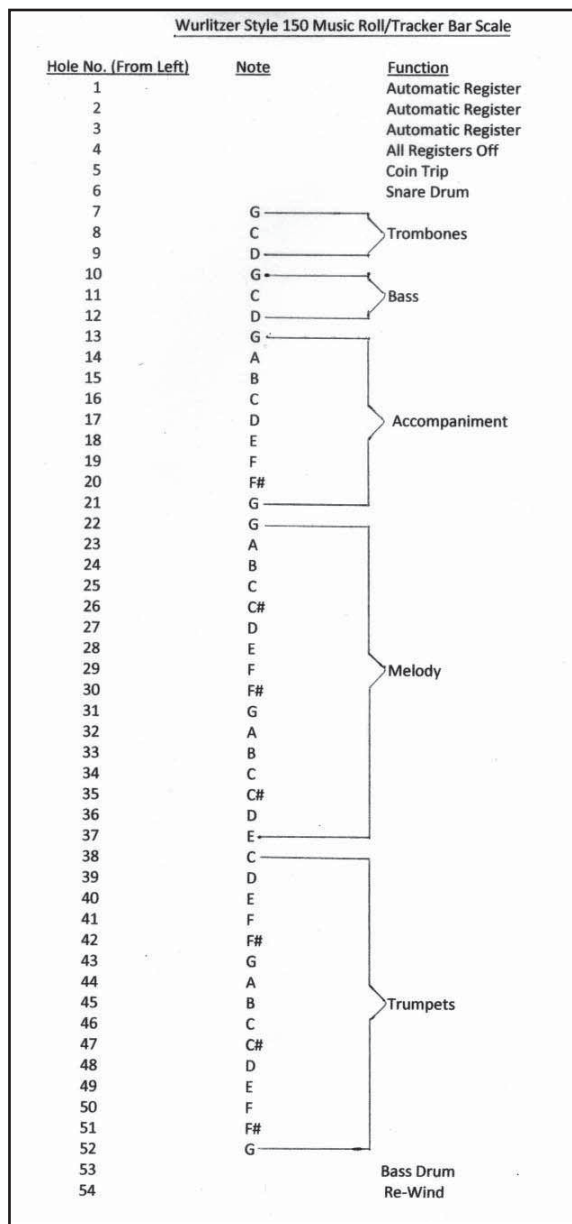 Wurlitzer Style 150 Music Roll/Tracker Bar Scale
Hole No. (From Left) Note Function
1 Automatic Register
2 Automatic Register
3 Automatic Register
4 All Registers Off
5 Coin Trip
6 Snare Drum
7 G
8 C Trombones
9 D
10 G
11 C Bass
12 D
13 G
14 A
15 B
16 C
17 D Accompaniment
18 E
19 F
20 F#
21 G
22 G
23 A
24 B
25 C
26 C#
27 D
28 E
29 F Melody
30 F#
31 G
32 A
33 B
34 C
35 C#
36 D
37 E
38 C
39 D
40 E
41 F
42 F#
43 G
44 A
45 B Trumpets
46 C
47 C#
48 D
49 E
50 F
51 F#
52 G
53 Bass Drum
54 Re-Wind